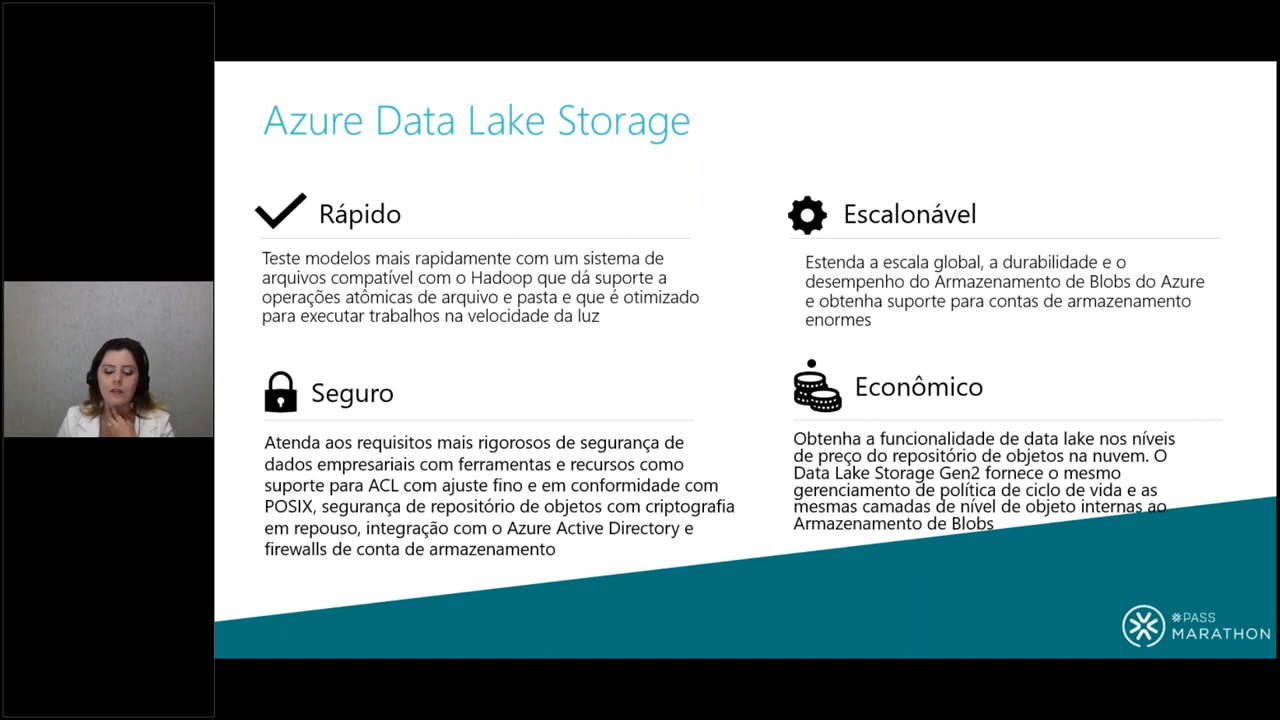 Azure Data Lake Storage
Rápido
Teste modelos mais rapidamente com um sistema de
arquivos compatível com o Hadoop que dá suporte a
operações atômicas de arquivo e pasta e que é otimizado
para executar trabalhos na velocidade da luz
Escalonável
Estenda a escala global, a durabilidade e o
desempenho do Armazenamento de Blobs do Azure
e obtenha suporte para contas de armazenamento
enormes
Seguro
Atenda aos requisitos mais rigorosos de segurança de
dados empresariais com ferramentas e recursos como
suporte para ACL com ajuste fino e em conformidade com
POSIX, segurança de repositório de objetos com criptografia
em repouso, integração com o Azure Active Directory e
firewalls de conta de armazenamento
Econômico
Obtenha a funcionalidade de data lake nos níveis
de preço do repositório de objetos na nuvem. O
Data Lake Storage Gen2 fornece o mesmo
gerenciamento de política de ciclo de vida e as
mesmas camadas de nível de objeto internas ao
Armazenamento de Blobs
PASS
MARATHON